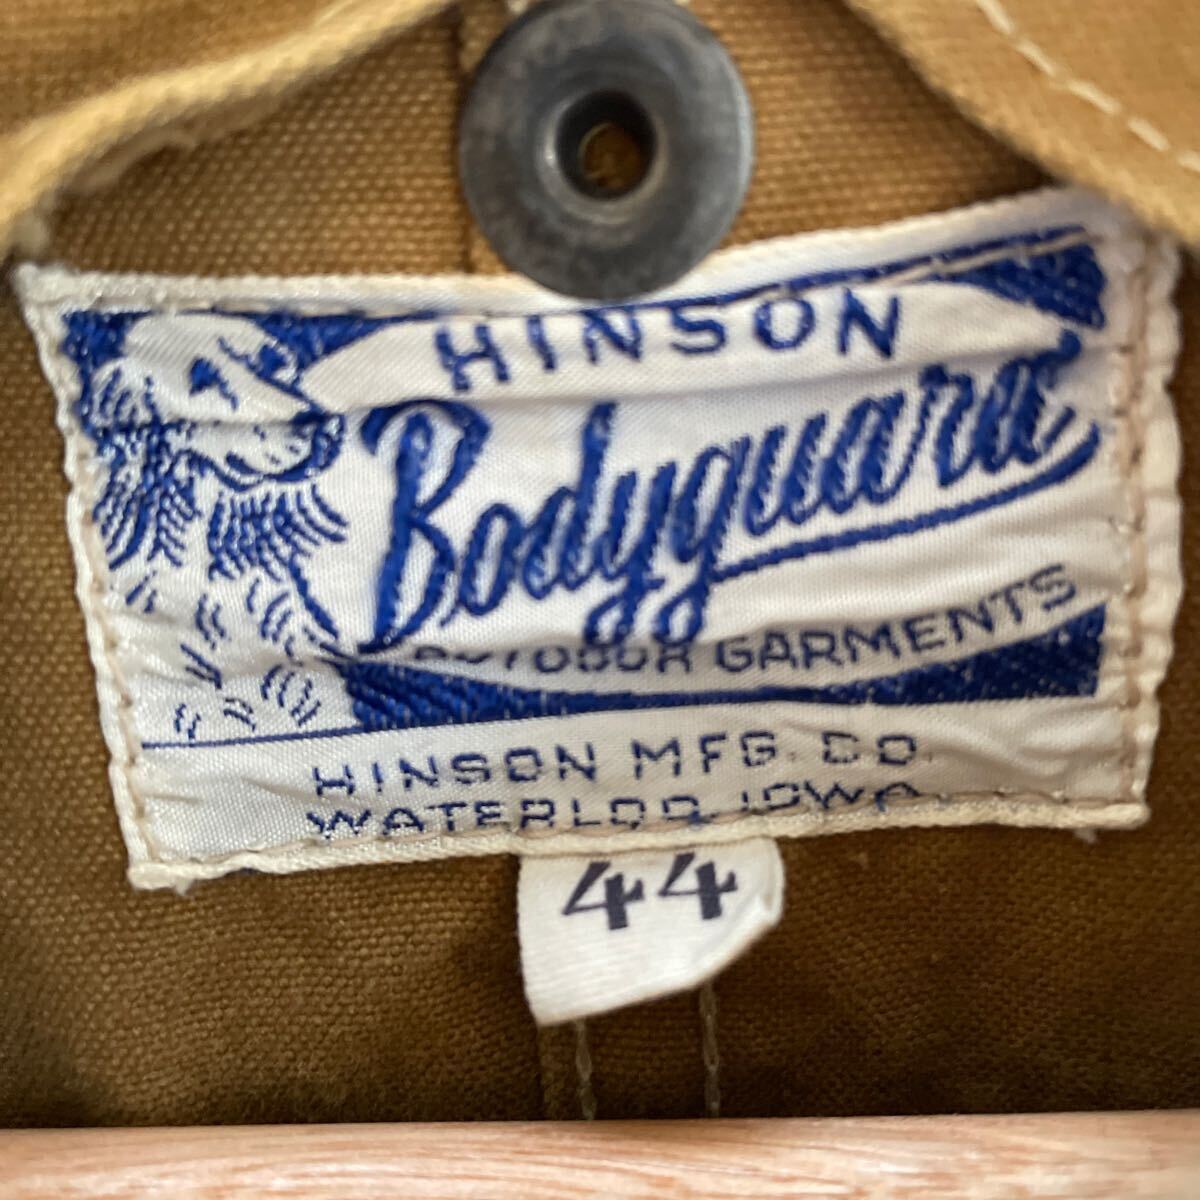 HINSON
Bodyguard
OUTDOOR GARMENTS
HINSON MFG. CO.
WATERLOO, IOWA
44